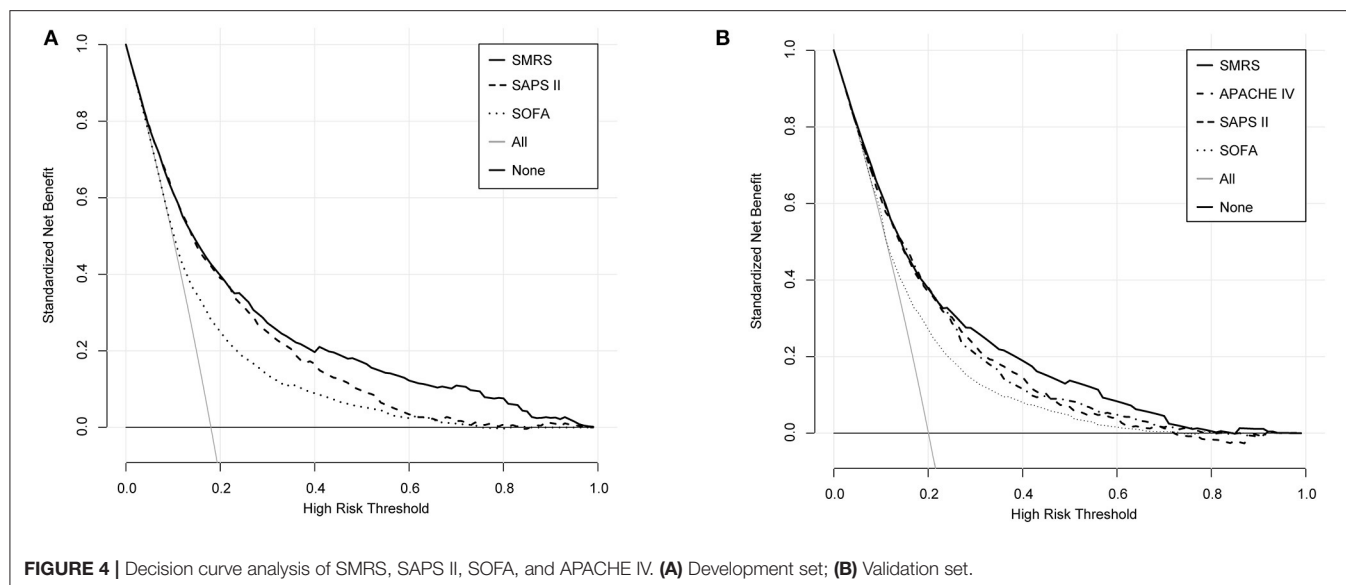 A
1.0
0.8
0.6
0.4
0.2
0.0
Standardized Net Benefit
SMRS
SAPS II
SOFA
All
None
0.0 0.2 0.4 0.6 0.8 1.0
High Risk Threshold
B
1.0
0.8
0.6
0.4
0.2
0.0
Standardized Net Benefit
SMRS
APACHE IV
SAPS II
SOFA
All
None
0.0 0.2 0.4 0.6 0.8 1.0
High Risk Threshold
FIGURE 4 | Decision curve analysis of SMRS, SAPS II, SOFA, and APACHE IV. (A) Development set; (B) Validation set.